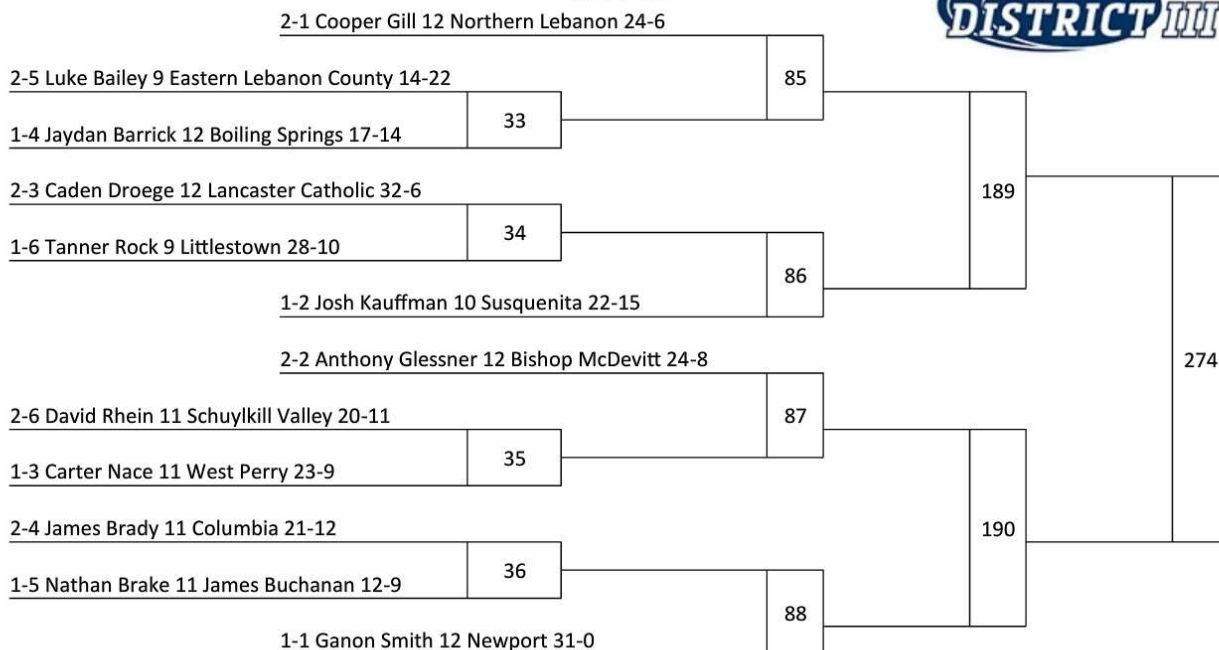 2-1 Cooper Gill 12 Northern Lebanon 24-6
DISTRICT III
85
2-5 Luke Bailey 9 Eastern Lebanon County 14-22
33
1-4 Jaydan Barrick 12 Boiling Springs 17-14
189
2-3 Caden Droege 12 Lancaster Catholic 32-6
34
1-6 Tanner Rock 9 Littlestown 28-10
86
1-2 Josh Kauffman 10 Susquenita 22-15
2-2 Anthony Glessner 12 Bishop McDevitt 24-8
274
87
2-6 David Rhein 11 Schuylkill Valley 20-11
35
1-3 Carter Nace 11 West Perry 23-9
190
2-4 James Brady 11 Columbia 21-12
36
1-5 Nathan Brake 11 James Buchanan 12-9
88
1-1 Ganon Smith 12 Newport 31-0